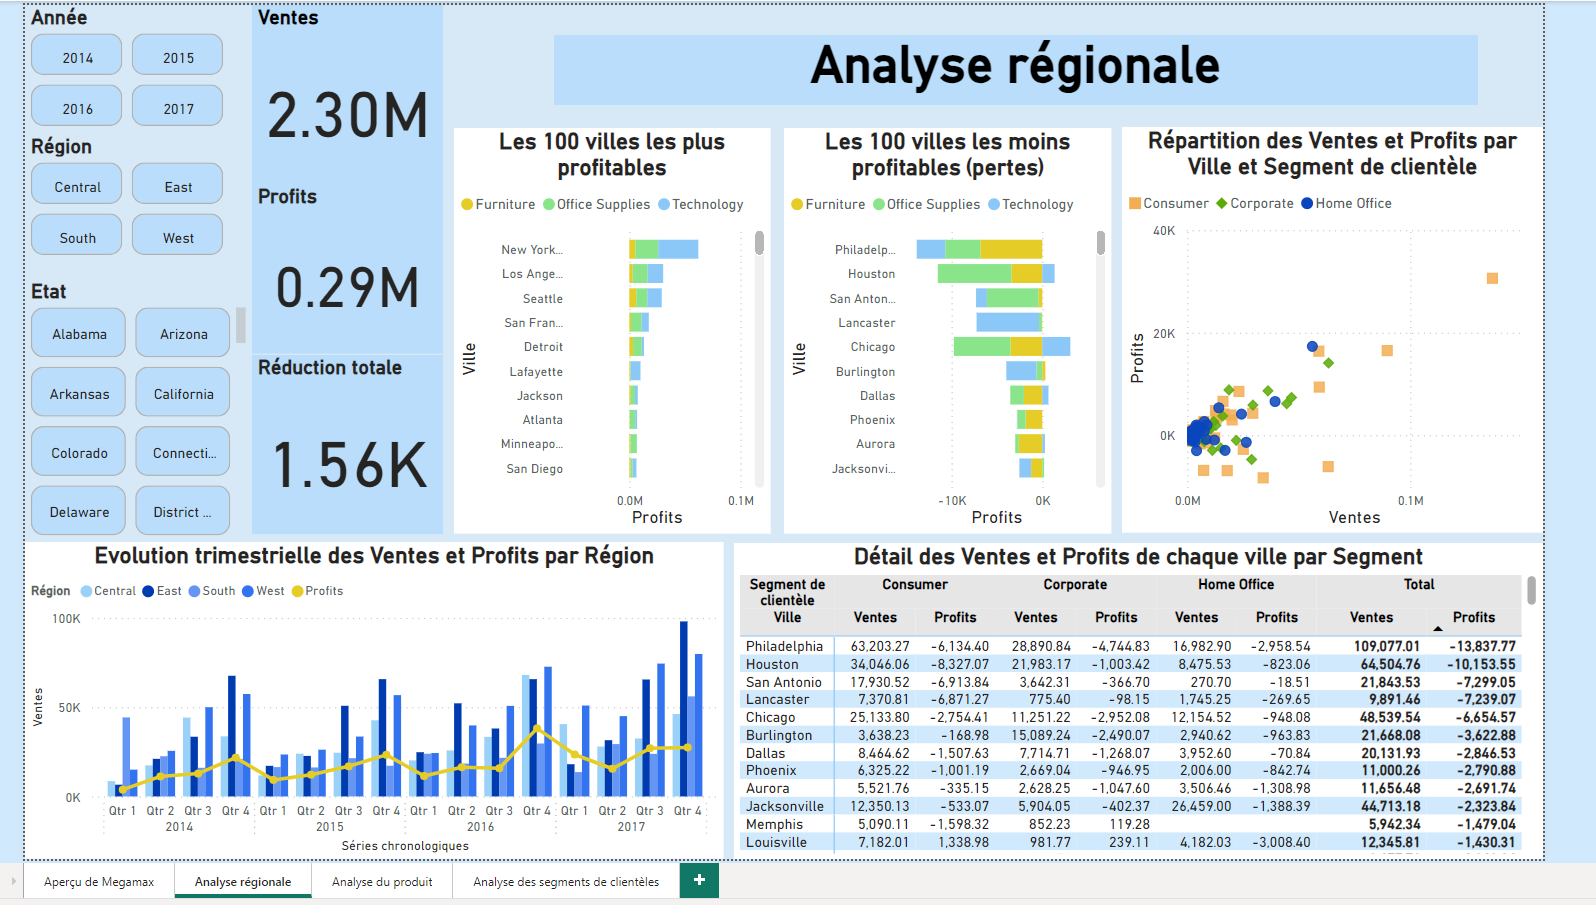 Année
2014
2015
2016
2017
Région
Central
East
South
West
Etat
Alabama
Arizona
Arkansas
California
Colorado
Connecti...
Delaware
District ...
Ventes
2.30M
Profits
0.29M
Réduction totale
1.56K
Analyse régionale
Les 100 villes les plus
profitables
Furniture Office Supplies Technology
New York...
Los Ange...
Seattle
San Fran...
Detroit
Lafayette
Jackson
Atlanta
Minneapo...
San Diego
Ville
0.0M 0.1M
Profits
Les 100 villes les moins
profitables (pertes)
Furniture Office Supplies Technology
Philadelp...
Houston
San Anton...
Lancaster
Chicago
Burlington
Dallas
Phoenix
Aurora
Jacksonvi...
Ville
-10K 0K
Profits
Répartition des Ventes et Profits par
Ville et Segment de clientèle
Consumer Corporate Home Office
40K
20K
0K
Profits
0.0M 0.1M
Ventes
Evolution trimestrielle des Ventes et Profits par Région
Région Central East South West Profits
100K
50K
0K
Ventes
Qtr 1 Qtr 2 Qtr 3 Qtr 4 Qtr 1 Qtr 2 Qtr 3 Qtr 4 Qtr 1 Qtr 2 Qtr 3 Qtr 4 Qtr 1 Qtr 2 Qtr 3 Qtr 4
2014 2015 2016 2017
Séries chronologiques
Détail des Ventes et Profits de chaque ville par Segment
Segment de
clientèle
Consumer Corporate Home Office Total
Ville Ventes Profits Ventes Profits Ventes Profits Ventes Profits
Philadelphia 63,203.27 -6,134.40 28,890.84 -4,744.83 16,982.90 -2,958.54 109,077.01 -13,837.77
Houston 34,046.06 -8,327.07 21,983.17 -1,003.42 8,475.53 -823.06 64,504.76 -10,153.55
San Antonio 17,930.52 -6,913.84 3,642.31 -366.70 270.70 -18.51 21,843.53 -7,299.05
Lancaster 7,370.81 -6,871.27 775.40 -98.15 1,745.25 -269.65 9,891.46 -7,239.07
Chicago 25,133.80 -2,754.41 11,251.22 -2,952.08 12,154.52 -948.08 48,539.54 -6,654.57
Burlington 3,638.23 -168.98 15,089.24 -2,490.07 2,940.62 -963.83 21,668.08 -3,622.88
Dallas 8,464.62 -1,507.63 7,714.71 -1,268.07 3,952.60 -70.84 20,131.93 -2,846.53
Phoenix 6,325.22 -1,001.19 2,669.04 -946.95 2,006.00 -842.74 11,000.26 -2,790.88
Aurora 5,521.76 -335.15 2,628.25 -1,047.60 3,506.46 -1,308.98 11,656.48 -2,691.74
Jacksonville 12,350.13 -533.07 5,904.05 -402.37 26,459.00 -1,388.39 44,713.18 -2,323.84
Memphis 5,090.11 -1,598.32 852.23 119.28 5,942.34 -1,479.04
Louisville 7,182.01 1,338.98 981.77 239.11 4,182.03 -3,008.40 12,345.81 -1,430.31
Aperçu de Megamax
Analyse régionale
Analyse du produit
Analyse des segments de clientèles
+